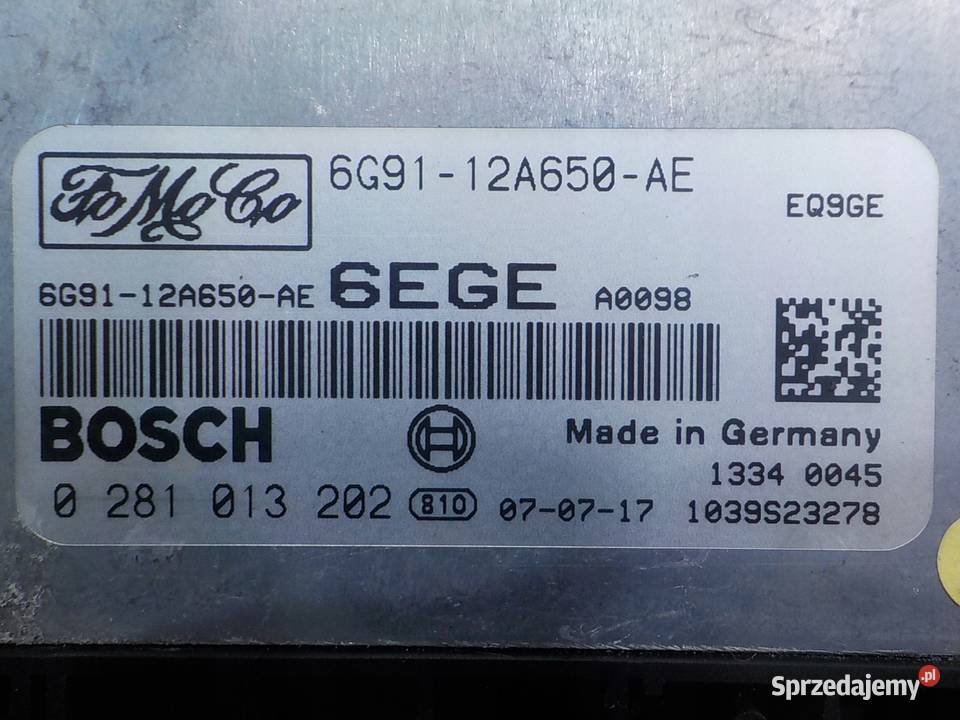 FoMoCo 6G91-12A650-AE
EQ9GE
6G91-12A650-AE 6EGE A0098
BOSCH
Made in Germany
1334 0045
0 281 013 202 810 07-07-17 1039S23278
Sprzedajemy.pl